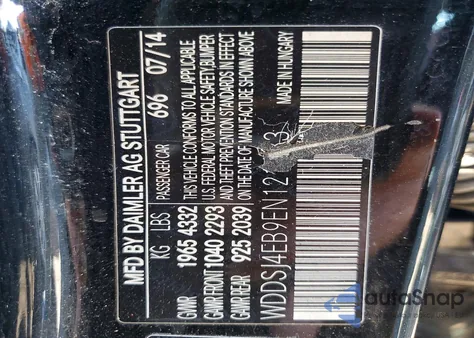 MFD BY DAIMLER AG STUTTGART
KG LBS PASSENGER CAR 696 07/14
GAWR 1965 4332 THIS VEHICLE CONFORMS TO ALL APPLICABLE
GAWR FRONT 1040 2293 U.S. FEDERAL MOTOR VEHICLE SAFETY, BUMPER
GAWR REAR 925 2039 & THEFT PREVENTION STANDARDS IN EFFECT
ON THE DATE OF MANUFACTURE SHOWN ABOVE
WDDSJ4EB9EN12
MADE IN HUNGARY
autoSnap